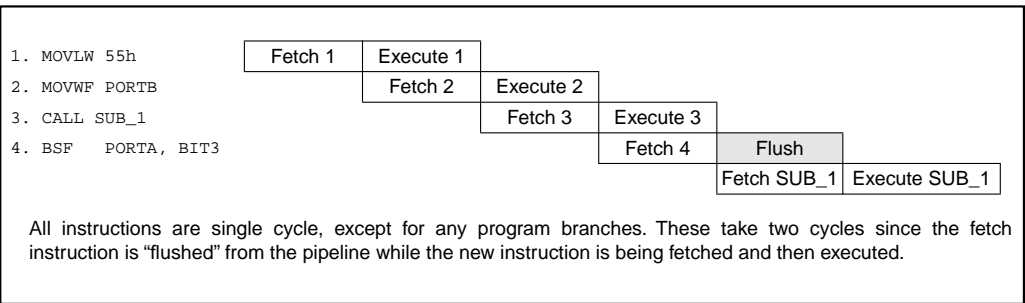 1. MOVLW 55h Fetch 1 Execute 1
2. MOVWF PORTB Fetch 2 Execute 2
3. CALL SUB_1 Fetch 3 Execute 3
4. BSF PORTA, BIT3 Fetch 4 Flush
Fetch SUB_1 Execute SUB_1
All instructions are single cycle, except for any program branches. These take two cycles since the fetch
instruction is “flushed” from the pipeline while the new instruction is being fetched and then executed.